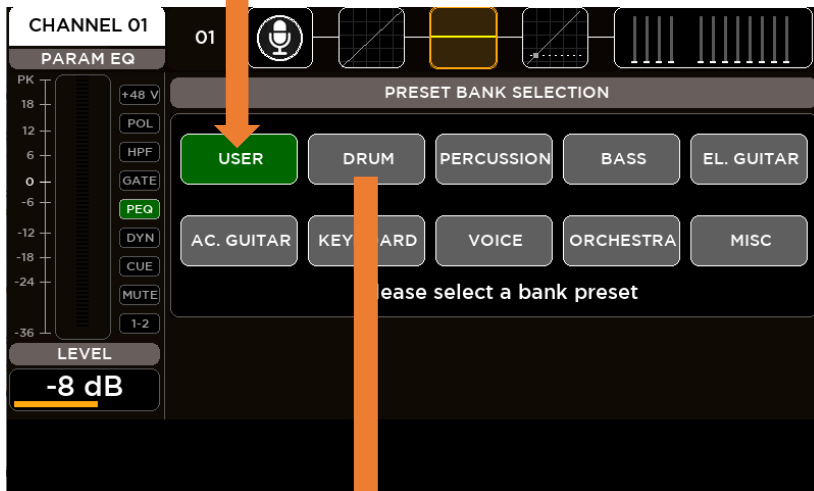 CHANNEL 01
PARAM EQ
01
PK
18
12
6
0
-6
-12
-18
-24
-36
+48 V
POL
HPF
GATE
PEQ
DYN
CUE
MUTE
1-2
LEVEL
-8 dB
PRESET BANK SELECTION
USER DRUM PERCUSSION BASS EL. GUITAR
AC. GUITAR KEY ARD VOICE ORCHESTRA MISC
lease select a bank preset